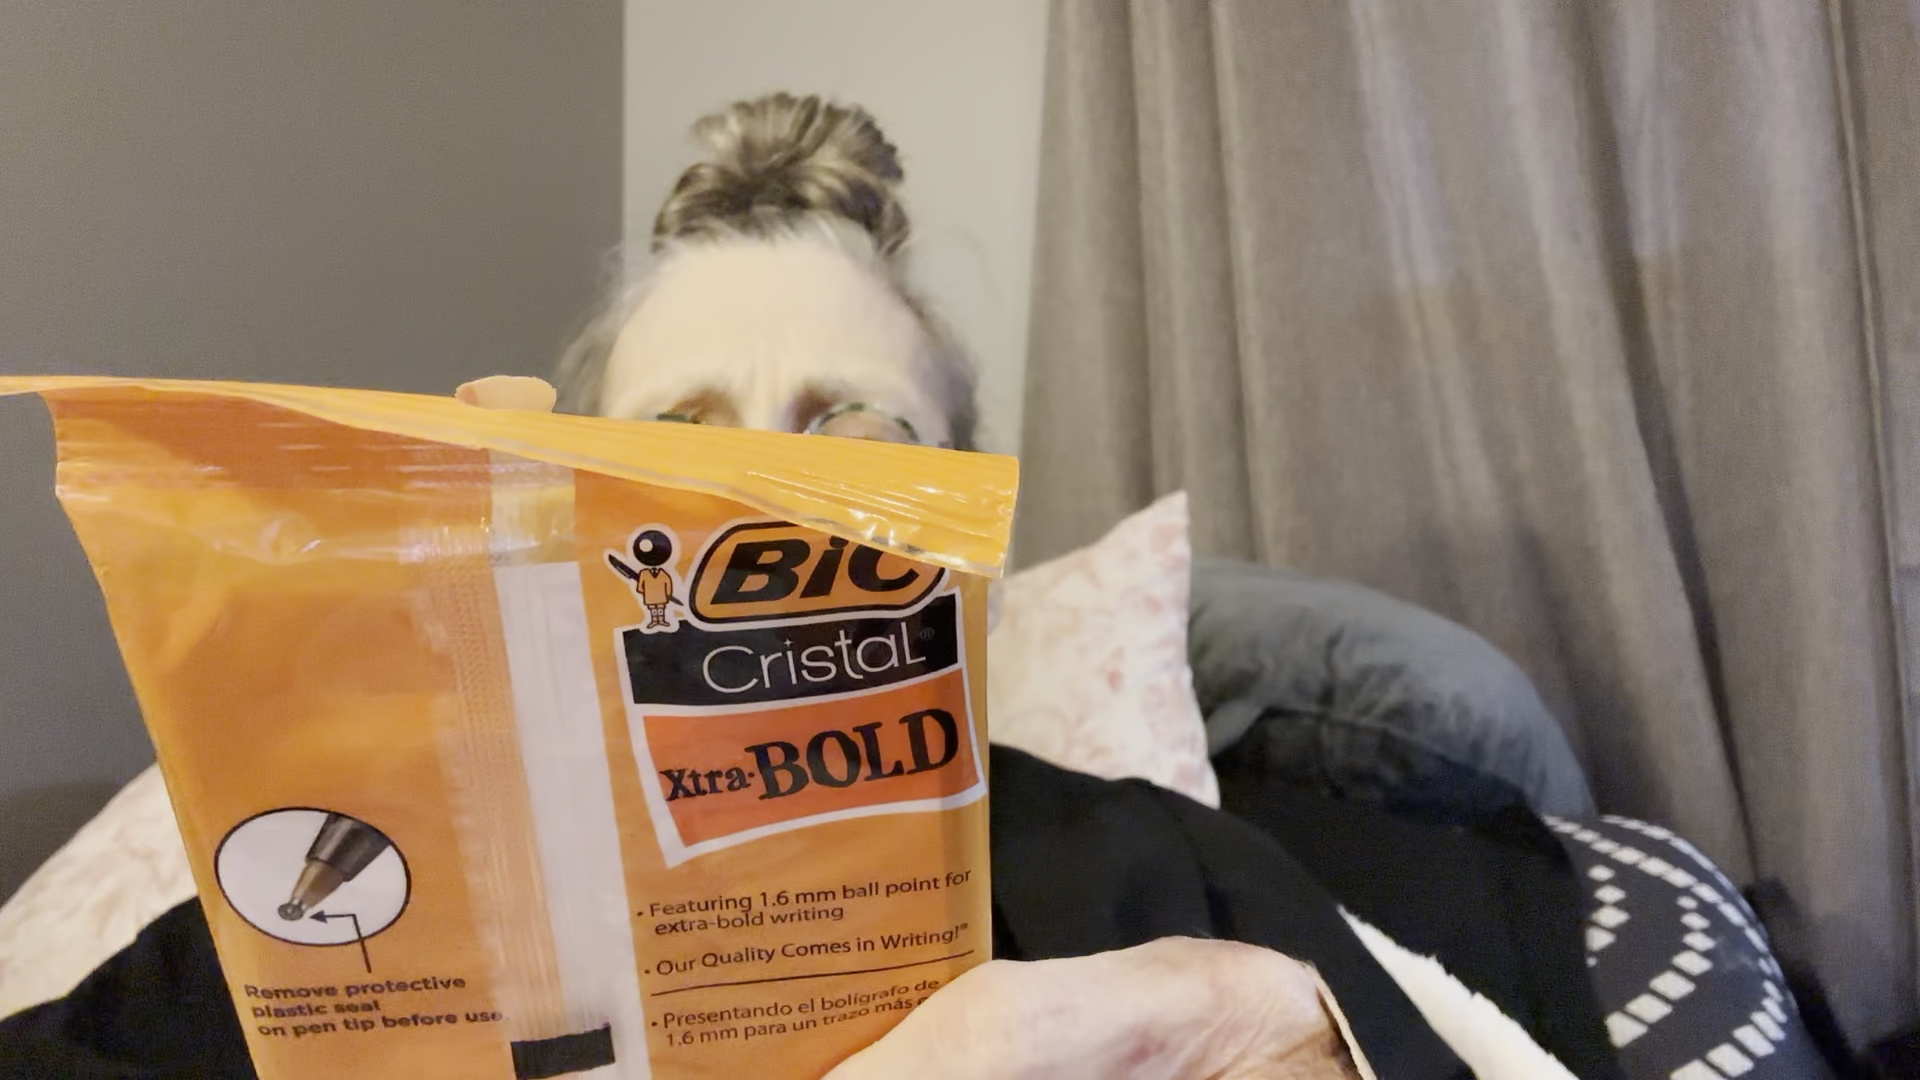 BiC
Cristal®
Xtra-BOLD
• Featuring 1.6 mm ball point for
extra-bold writing
• Our Quality Comes in Writing!®
• Presentando el bolígrafo de
1.6 mm para un trazo más
Remove protective
plastic seal
on pen tip before use.